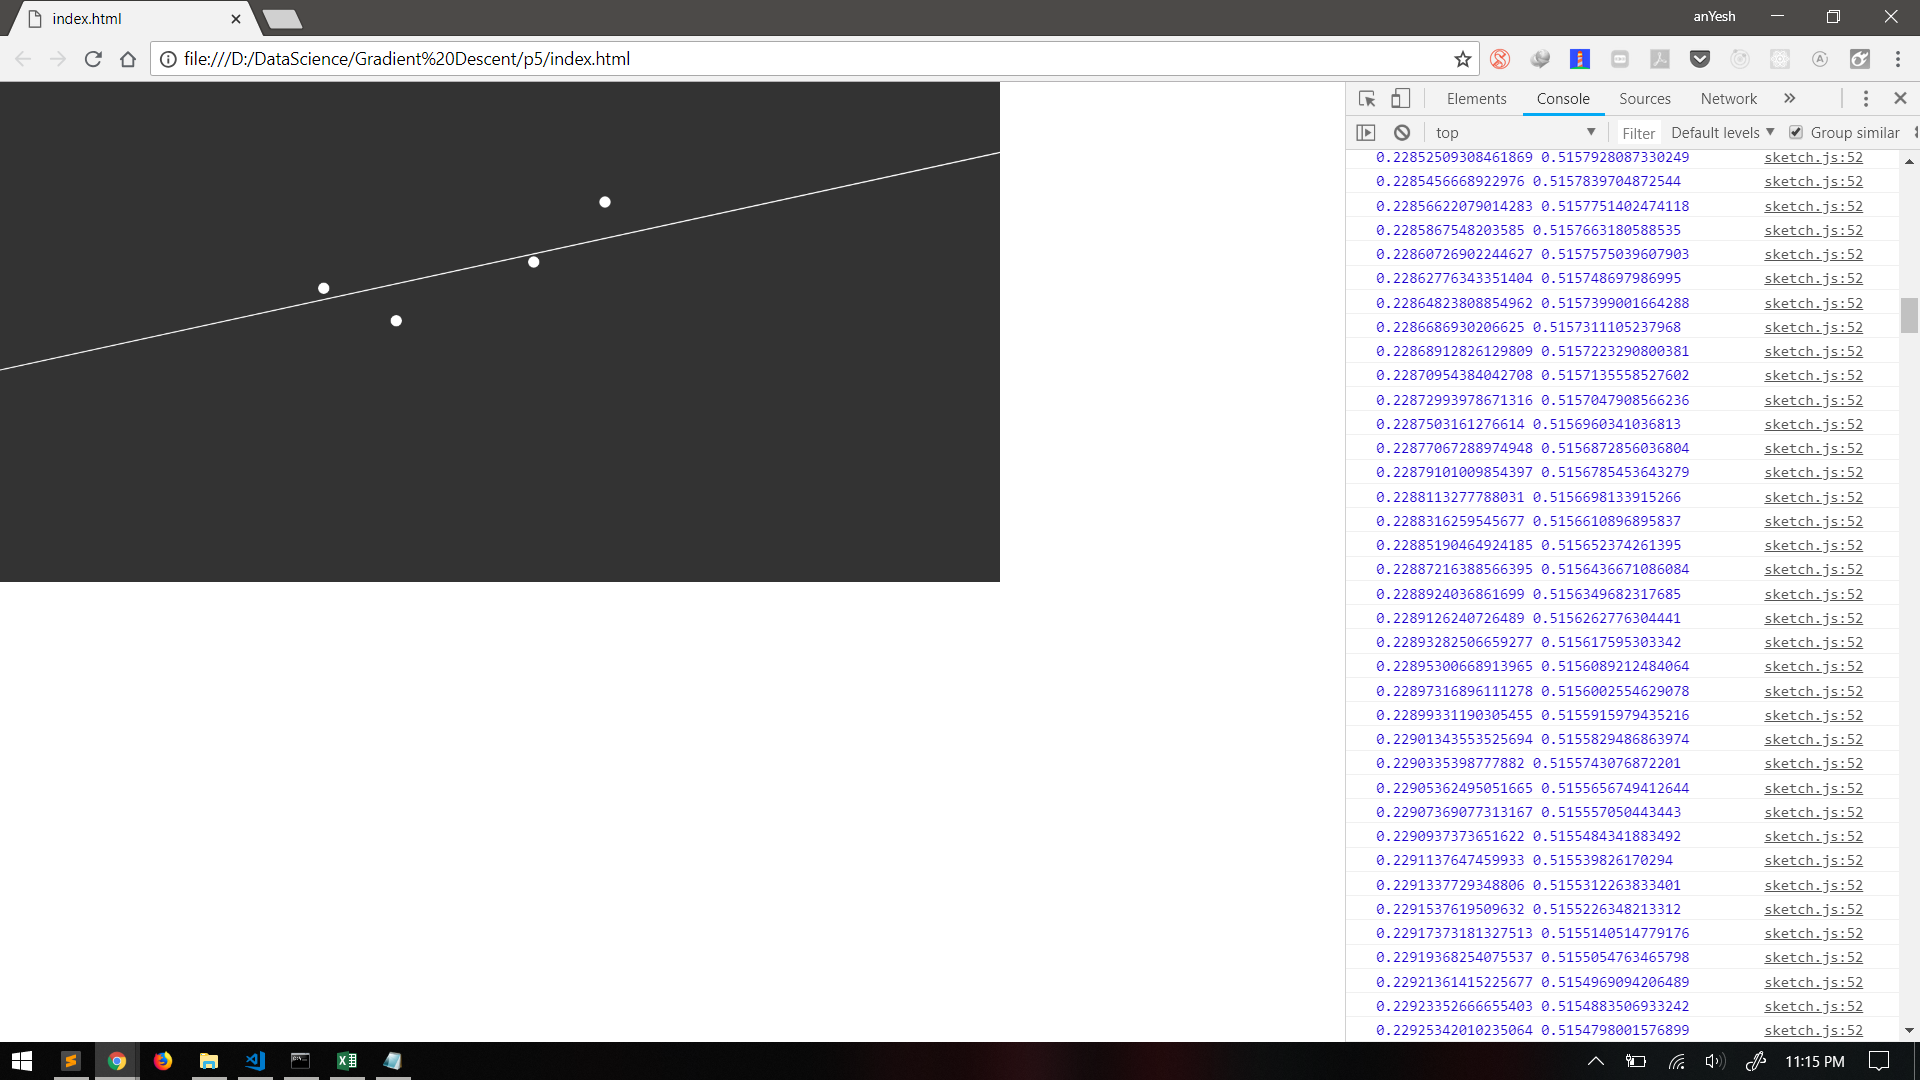 index.html
anYesh
file:///D:/DataScience/Gradient%20Descent/p5/index.html
Elements Console Sources Network
top Filter Default levels Group similar
0.22852509308461869 0.5157928087330249 sketch.js:52
0.2285456668922976 0.5157839704872544 sketch.js:52
0.22856622079014283 0.5157751402474118 sketch.js:52
0.2285867548203585 0.5157663180588535 sketch.js:52
0.22860726902244627 0.5157575039607903 sketch.js:52
0.22862776343351404 0.515748697986995 sketch.js:52
0.22864823808854962 0.5157399001664288 sketch.js:52
0.2286686930206625 0.5157311105237968 sketch.js:52
0.22868912826129809 0.5157223290800381 sketch.js:52
0.22870954384042708 0.5157135558527602 sketch.js:52
0.22872993978671316 0.5157047908566236 sketch.js:52
0.2287503161276614 0.5156960341036813 sketch.js:52
0.22877067288974948 0.5156872856036804 sketch.js:52
0.22879101009854397 0.5156785453643279 sketch.js:52
0.2288113277788031 0.5156698133915266 sketch.js:52
0.2288316259545677 0.5156610896895837 sketch.js:52
0.22885190464924185 0.515652374261395 sketch.js:52
0.22887216388566395 0.5156436671086084 sketch.js:52
0.2288924036861699 0.5156349682317685 sketch.js:52
0.2289126240726489 0.5156262776304441 sketch.js:52
0.22893282506659277 0.515617595303342 sketch.js:52
0.22895300668913965 0.5156089212484064 sketch.js:52
0.22897316896111278 0.5156002554629078 sketch.js:52
0.22899331190305455 0.5155915979435216 sketch.js:52
0.22901343553525694 0.5155829486863974 sketch.js:52
0.2290335398777882 0.5155743076872201 sketch.js:52
0.22905362495051665 0.5155656749412644 sketch.js:52
0.22907369077313167 0.515557050443443 sketch.js:52
0.2290937373651622 0.5155484341883492 sketch.js:52
0.2291137647459933 0.515539826170294 sketch.js:52
0.2291337729348806 0.5155312263833401 sketch.js:52
0.2291537619509632 0.5155226348213312 sketch.js:52
0.22917373181327513 0.5155140514779176 sketch.js:52
0.22919368254075537 0.5155054763465798 sketch.js:52
0.22921361415225677 0.5154969094206489 sketch.js:52
0.22923352666655403 0.5154883506933242 sketch.js:52
0.22925342010235064 0.5154798001576899 sketch.js:52
11:15 PM